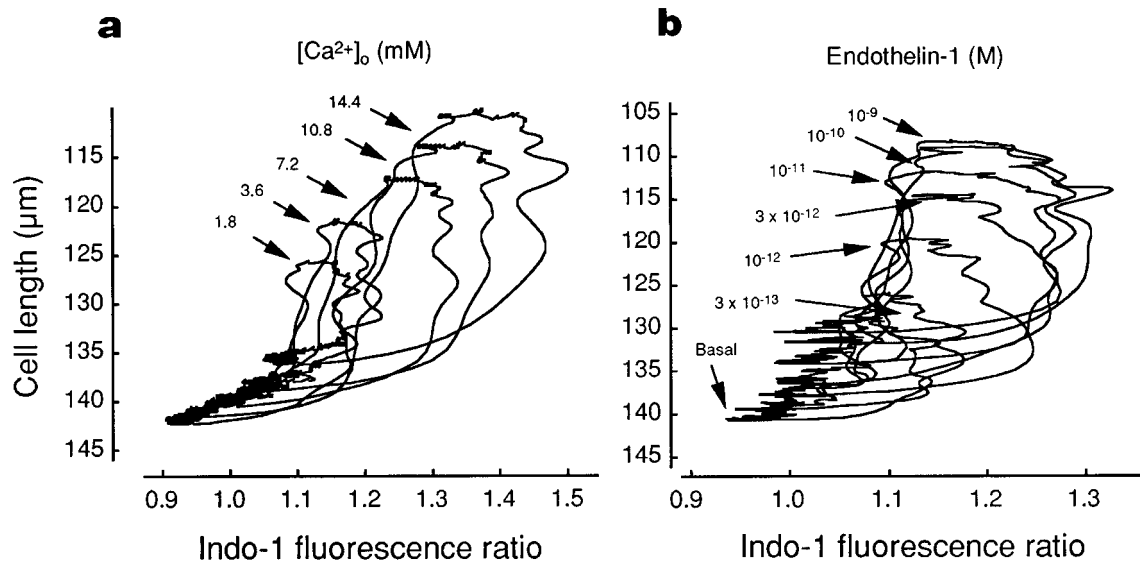 a
[Ca²⁺]ₒ (mM)
14.4
10.8
7.2
3.6
1.8
115
120
125
130
135
140
145
Cell length (µm)
0.9 1.0 1.1 1.2 1.3 1.4 1.5
Indo-1 fluorescence ratio
b
Endothelin-1 (M)
10⁻⁹
10⁻¹⁰
10⁻¹¹
3 x 10⁻¹²
10⁻¹²
3 x 10⁻¹³
Basal
105
110
115
120
125
130
135
140
145
0.9 1.0 1.1 1.2 1.3
Indo-1 fluorescence ratio